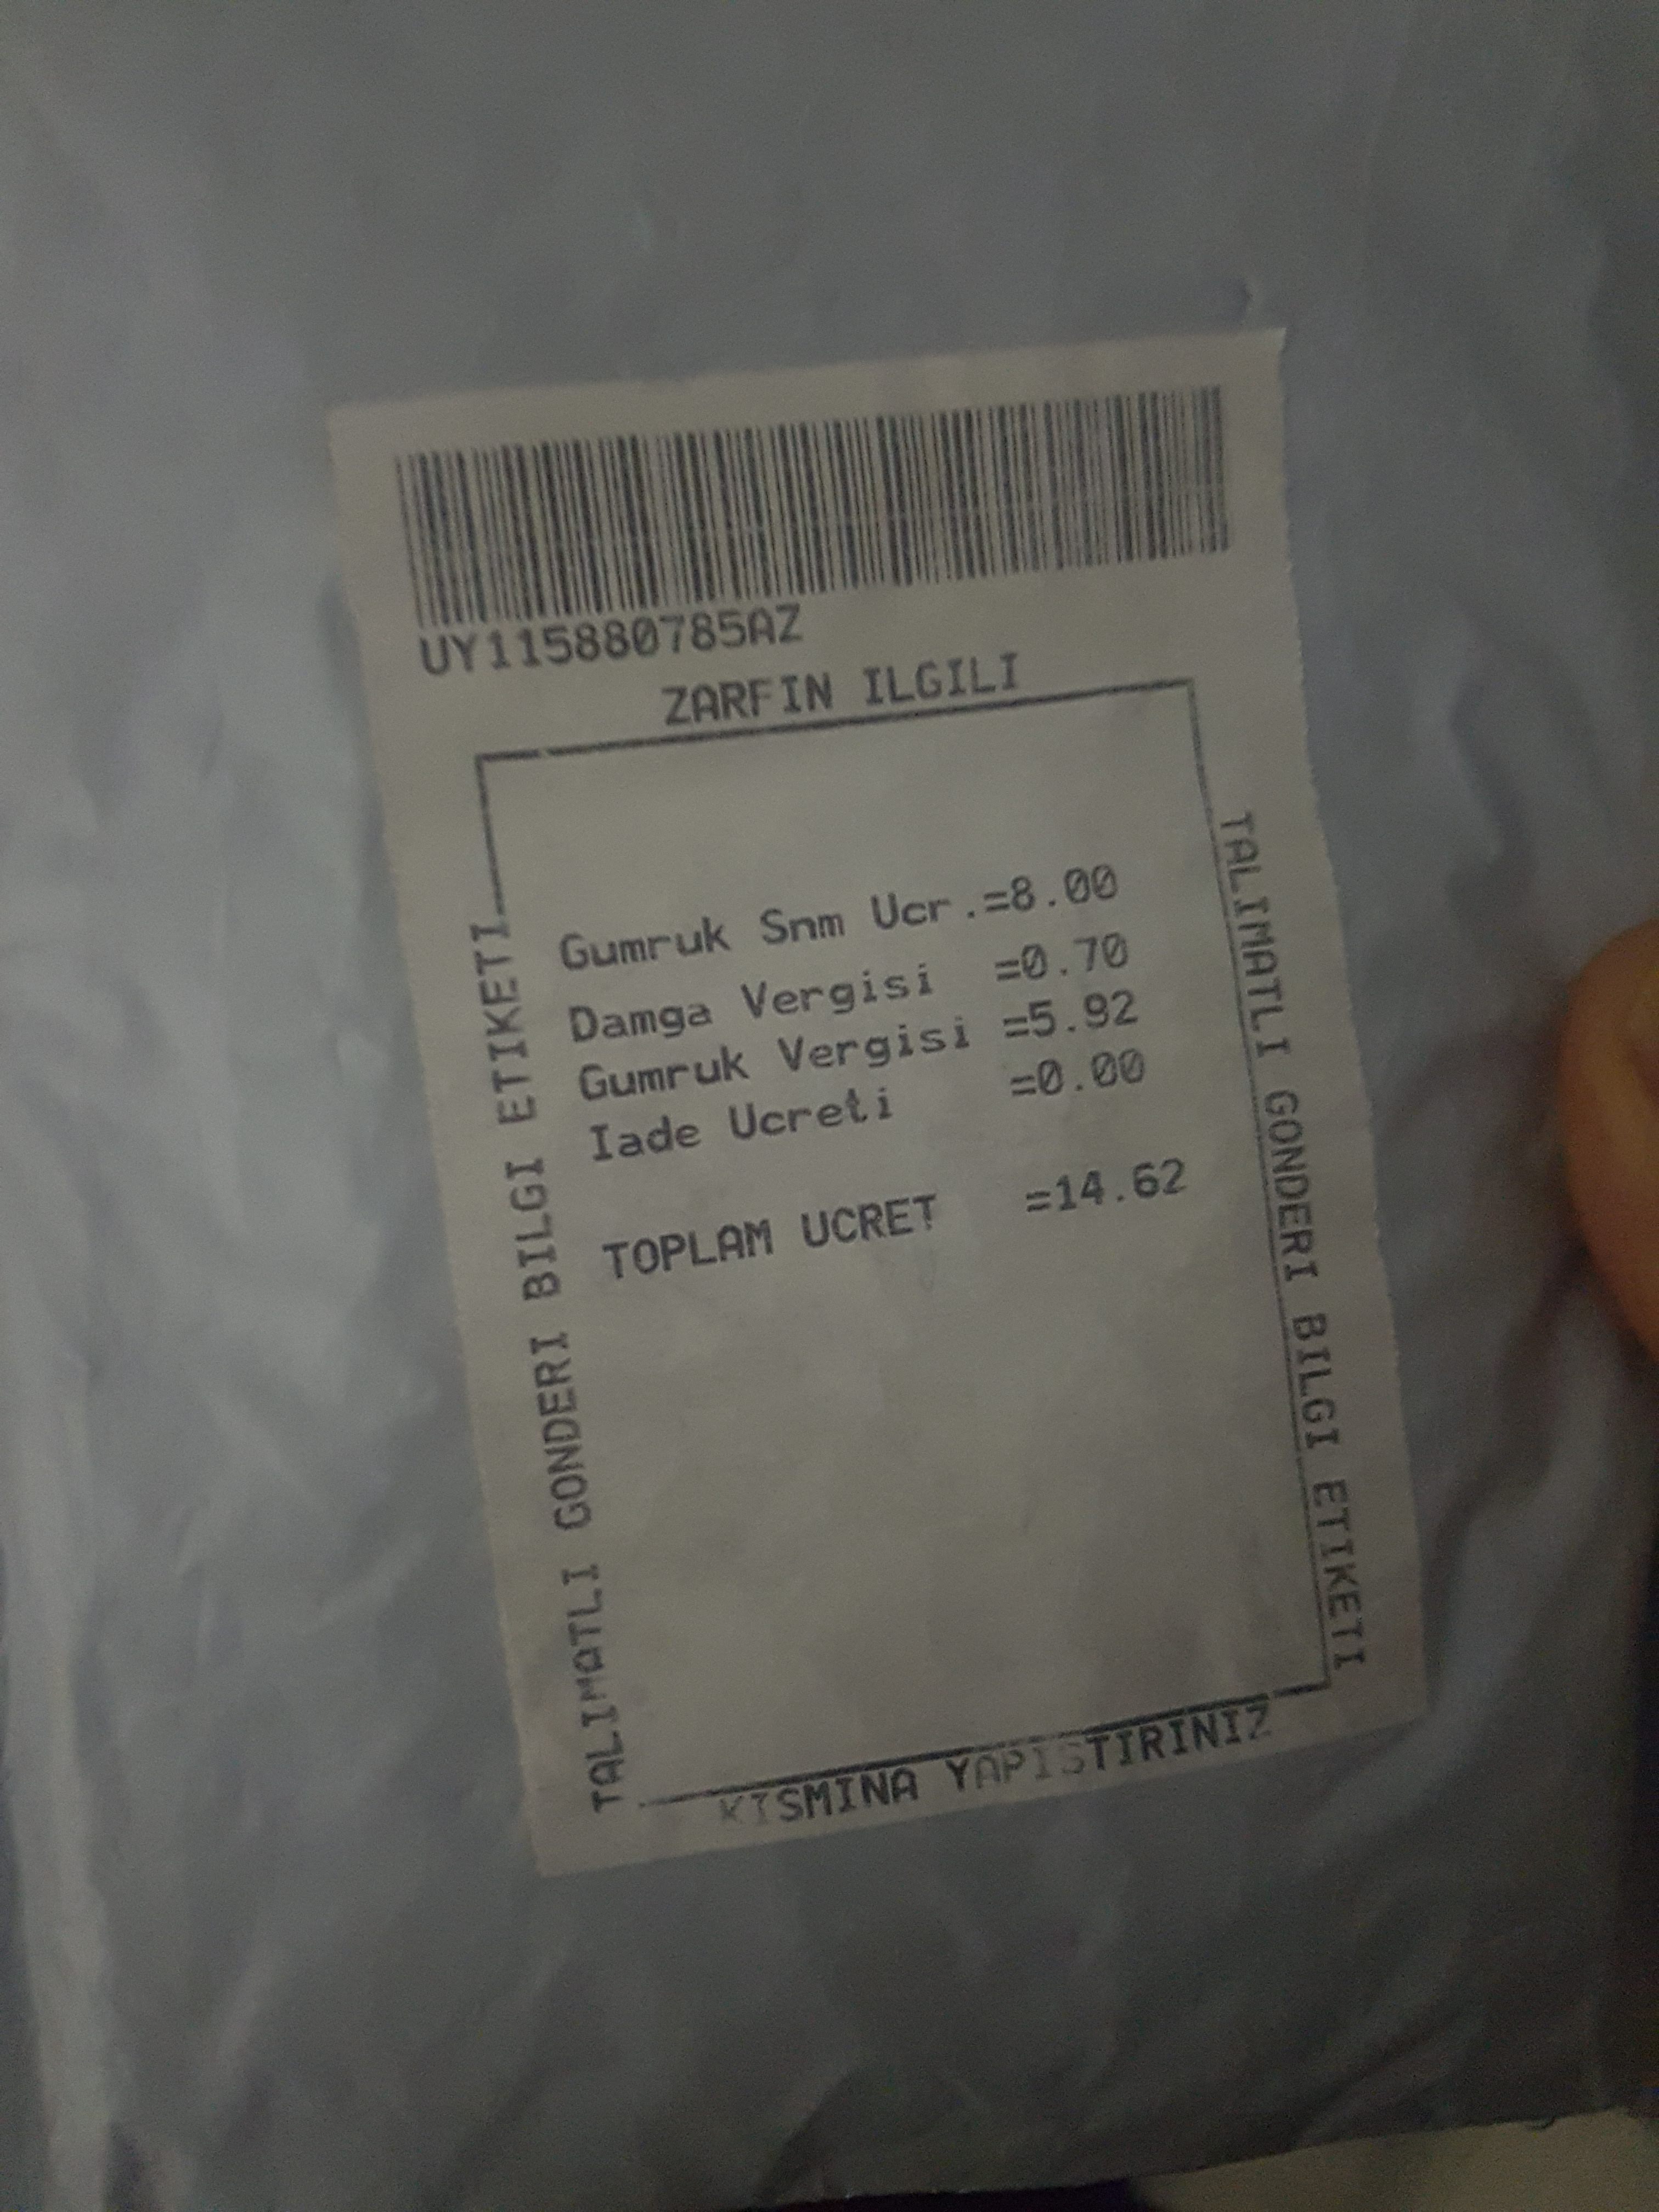 UY115880785AZ
ZARFIN ILGILI
TALIMATLI GONDERI BILGI ETIKETI
Gumruk Snm Ucr.=8.00
Damga Vergisi =0.70
Gumruk Vergisi =5.92
Iade Ucreti =0.00
TOPLAM UCRET =14.62
TALIMATLI GONDERI BILGI ETIKETI
KISMINA YAPISTIRINIZ